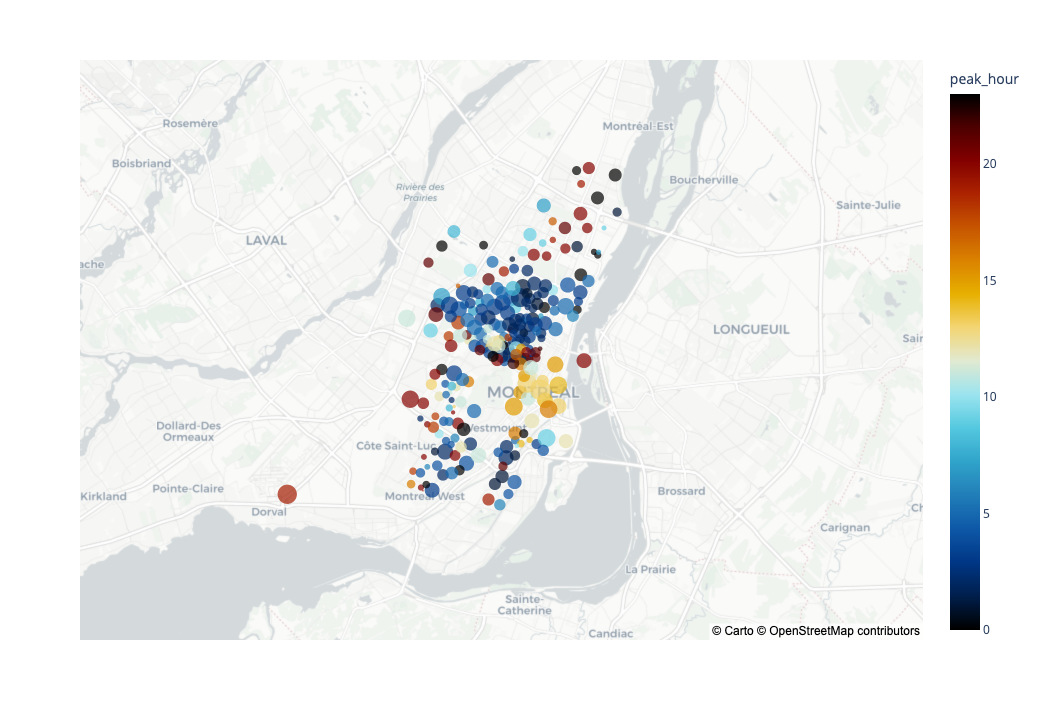 peak_hour
20
15
10
5
0
Rosemère
Boisbriand
Montréal-Est
Rivière des
Prairies
Boucherville
Sainte-Julie
LAVAL
ache
LONGUEUIL
Sair
MONTREAL
Dollard-Des
Ormeaux
Westmount
Côte Saint-Luc
Kirkland
Pointe-Claire
Montreal West
Dorval
Brossard
Carignan
Ch
La Prairie
Sainte-
Catherine
Candiac
© Carto © OpenStreetMap contributors